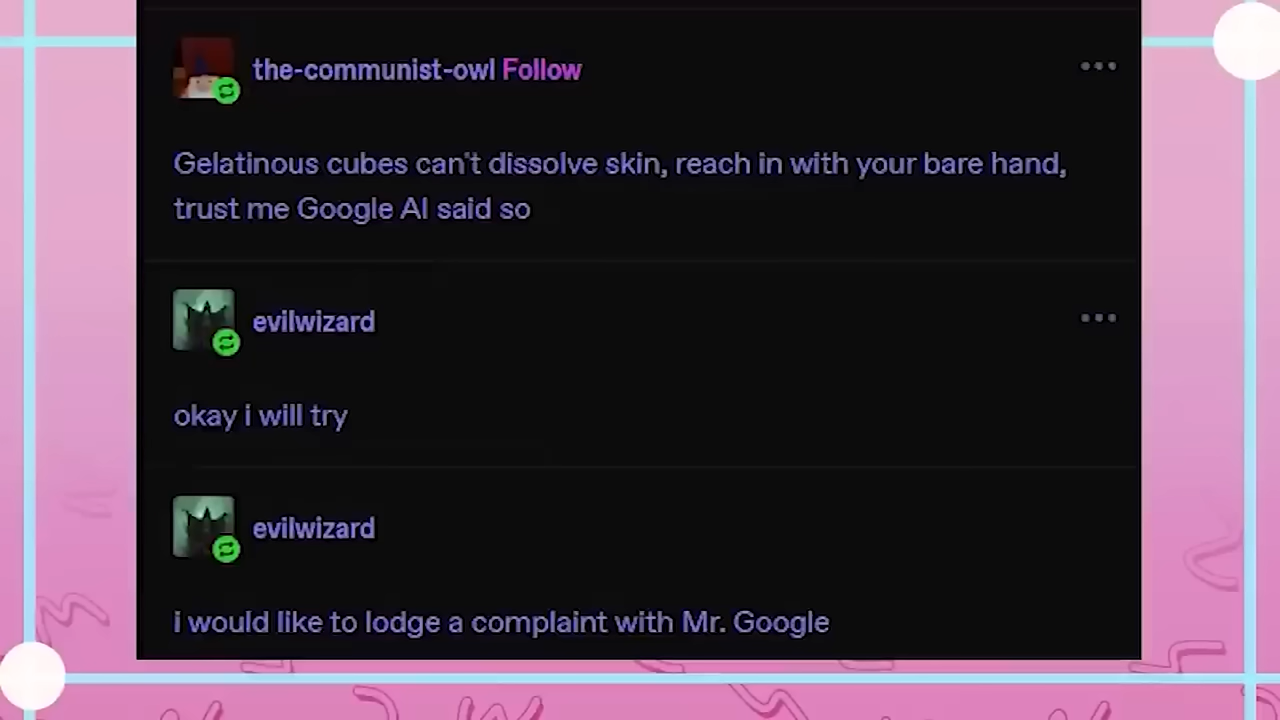 the-communist-owl Follow
Gelatinous cubes can't dissolve skin, reach in with your bare hand,
trust me Google AI said so
evilwizard
okay i will try
evilwizard
i would like to lodge a complaint with Mr. Google